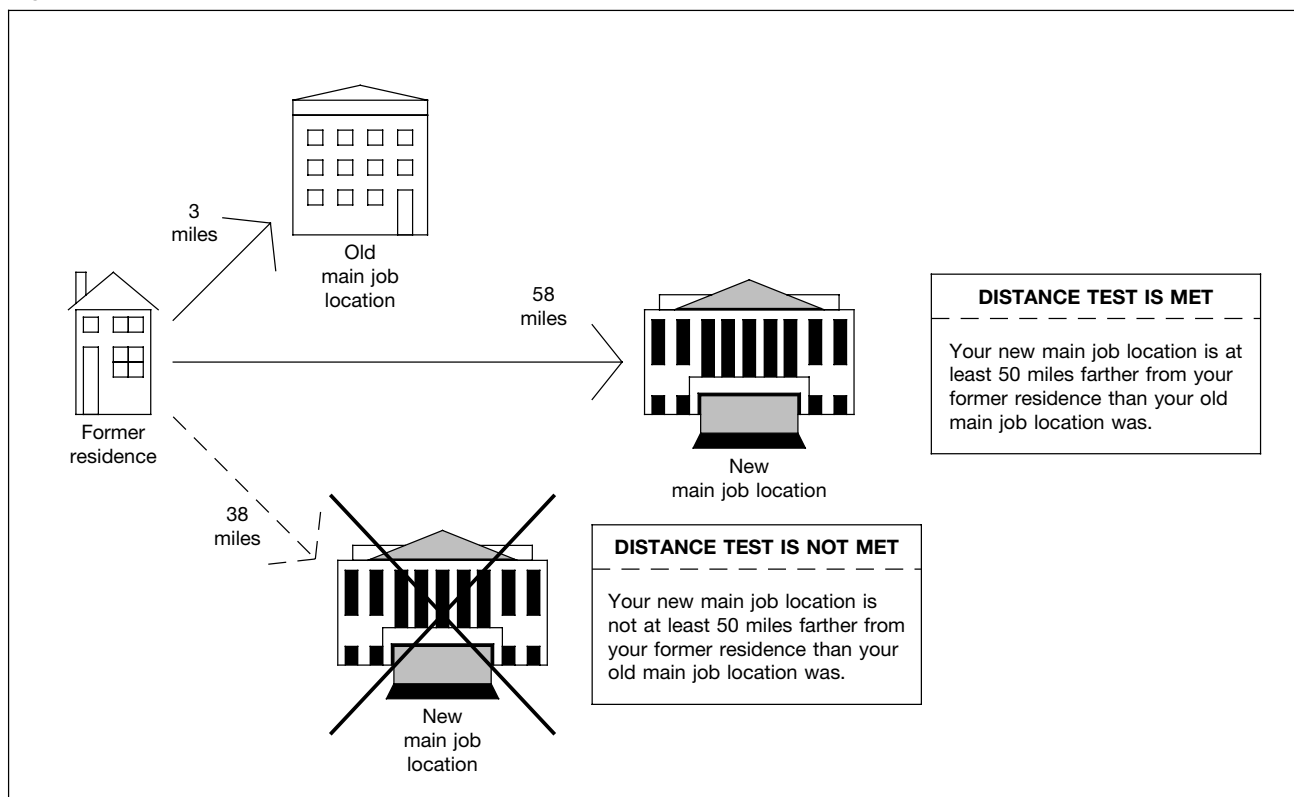 3
miles
Old
main job
location
58
miles
Former
residence
New
main job location
DISTANCE TEST IS MET
Your new main job location is at
least 50 miles farther from your
former residence than your old
main job location was.
38
miles
New
main job
location
DISTANCE TEST IS NOT MET
Your new main job location is
not at least 50 miles farther from
your former residence than your
old main job location was.